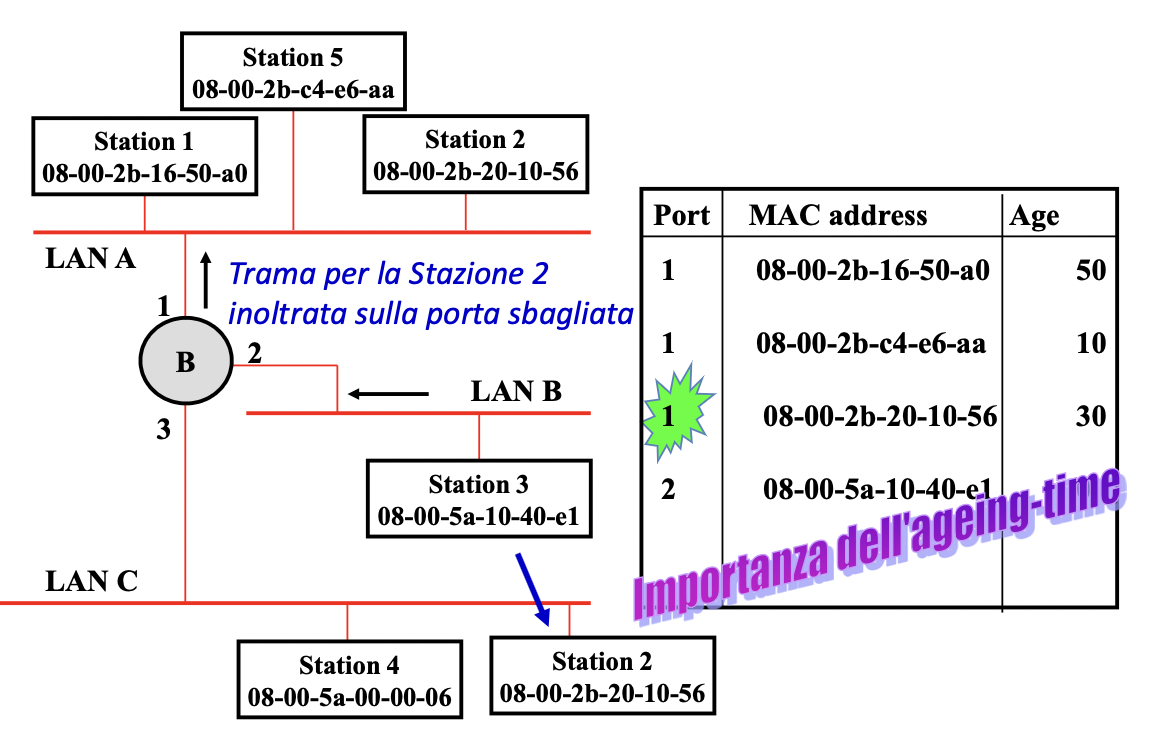 Station 5
08-00-2b-c4-e6-aa
Station 1
08-00-2b-16-50-a0
Station 2
08-00-2b-20-10-56
LAN A
Trama per la Stazione 2
inoltrata sulla porta sbagliata
1
B
2
3
LAN B
Station 3
08-00-5a-10-40-e1
LAN C
Station 4
08-00-5a-00-00-06
Station 2
08-00-2b-20-10-56
Port MAC address Age
1 08-00-2b-16-50-a0 50
1 08-00-2b-c4-e6-aa 10
1 08-00-2b-20-10-56 30
2 08-00-5a-10-40-e1
Importanza dell'ageing-time